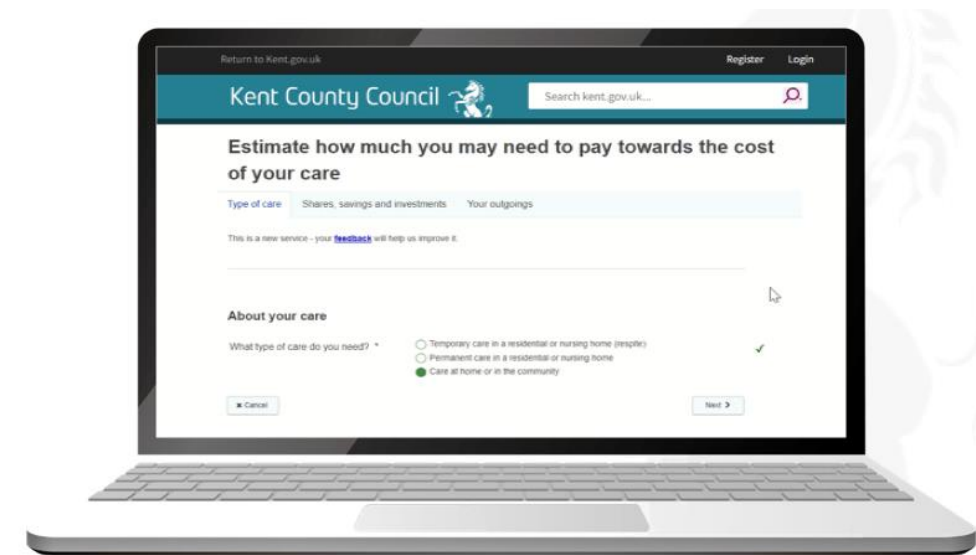 Return to Kent.gov.uk
Register Login
Kent County Council
Search kent.gov.uk...
Estimate how much you may need to pay towards the cost
of your care
Type of care Shares, savings and investments Your outgoings
This is a new service - your feedback will help us improve it.
About your care
What type of care do you need? *
Temporary care in a residential or nursing home (respite)
Permanent care in a residential or nursing home
Care at home or in the community
Cancel
Next